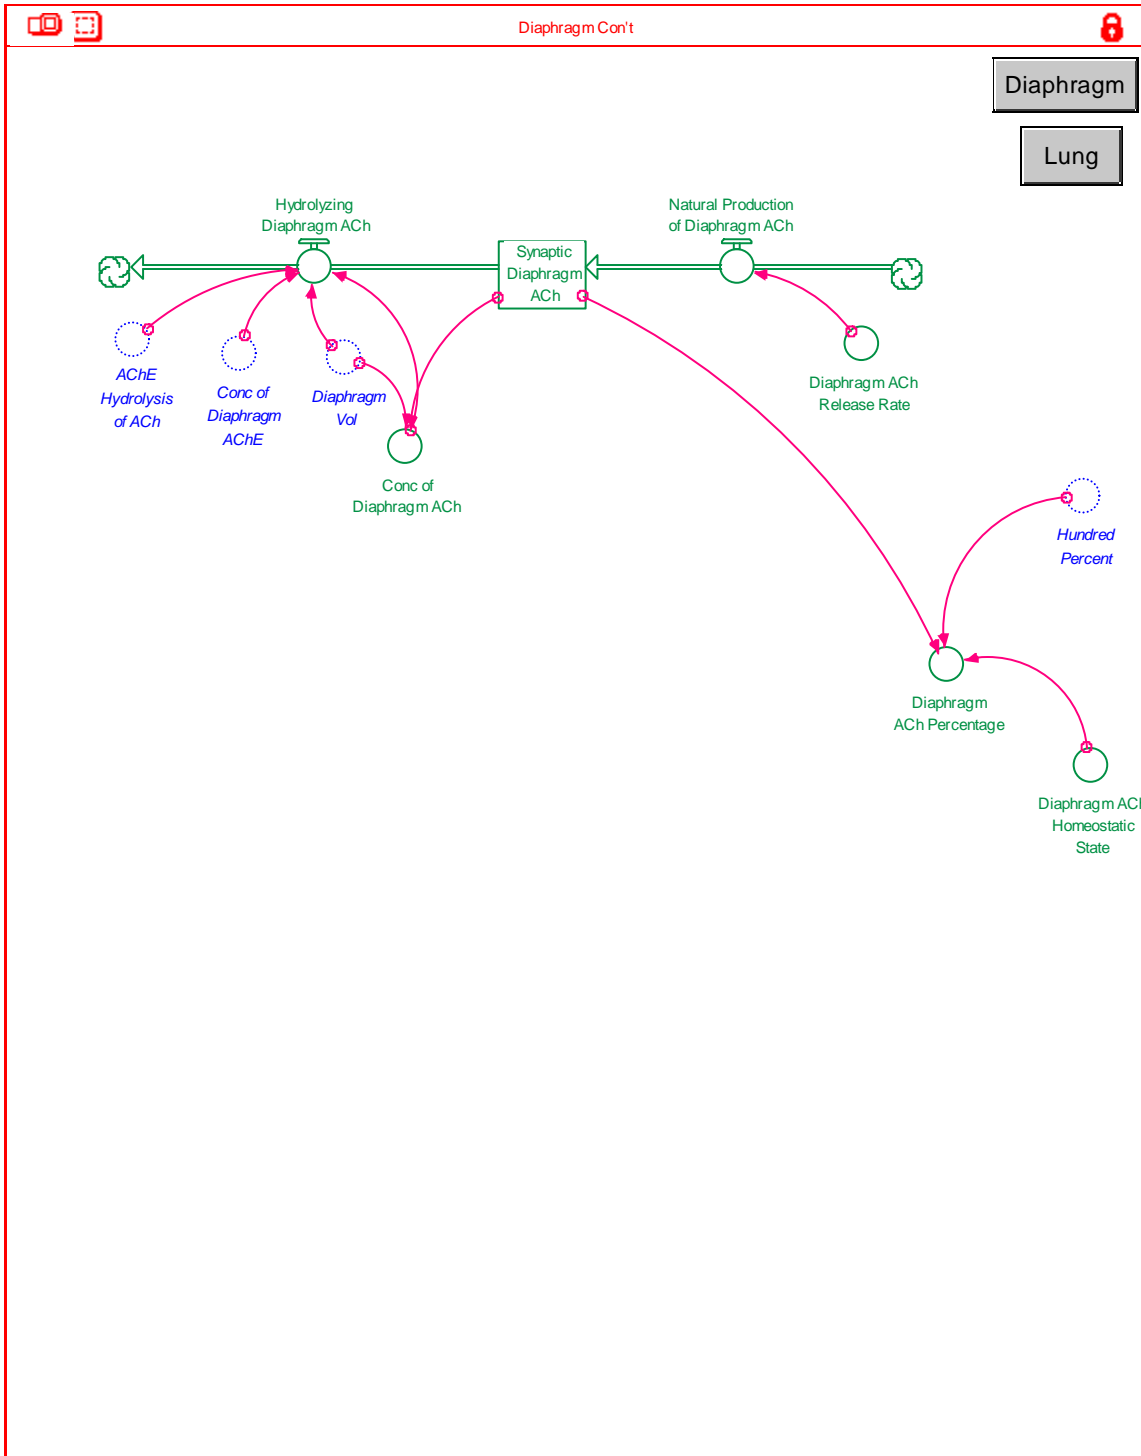 Diaphragm Con't
Diaphragm
Lung
Hydrolyzing
Diaphragm ACh
Natural Production
of Diaphragm ACh
Synaptic
Diaphragm
ACh
AChE
Hydrolysis
of ACh
Conc of
Diaphragm
AChE
Diaphragm
Vol
Diaphragm ACh
Release Rate
Conc of
Diaphragm ACh
Hundred
Percent
Diaphragm
ACh Percentage
Diaphragm ACh
Homeostatic
State